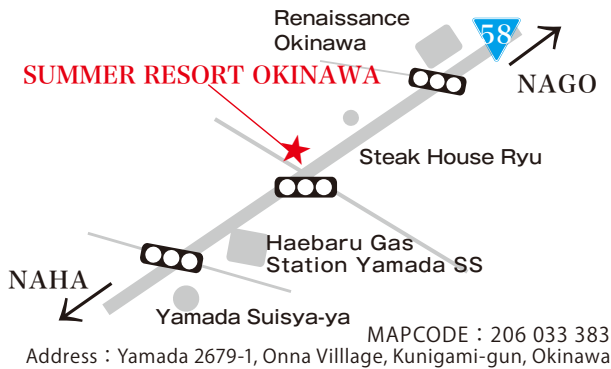 Renaissance
Okinawa
58
SUMMER RESORT OKINAWA
NAGO
Steak House Ryu
Haebaru Gas
Station Yamada SS
NAHA
Yamada Suisya-ya
MAPCODE：206 033 383
Address：Yamada 2679-1, Onna Villlage, Kunigami-gun, Okinawa